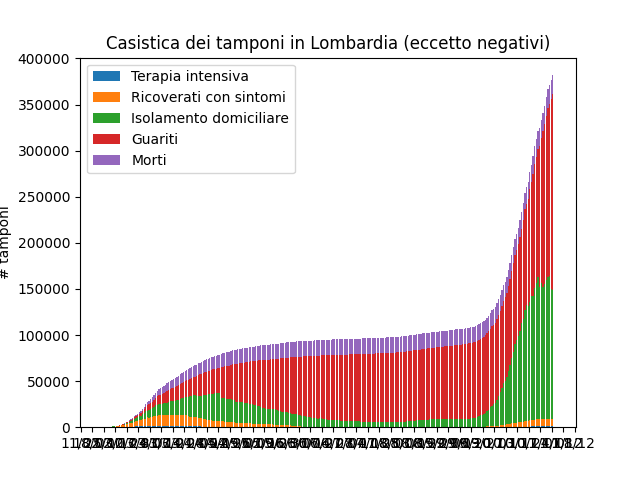 Casistica dei tamponi in Lombardia (eccetto negativi)
400000
350000
300000
250000
200000
150000
100000
50000
0
# tamponi
Terapia intensiva
Ricoverati con sintomi
Isolamento domiciliare
Guariti
Morti